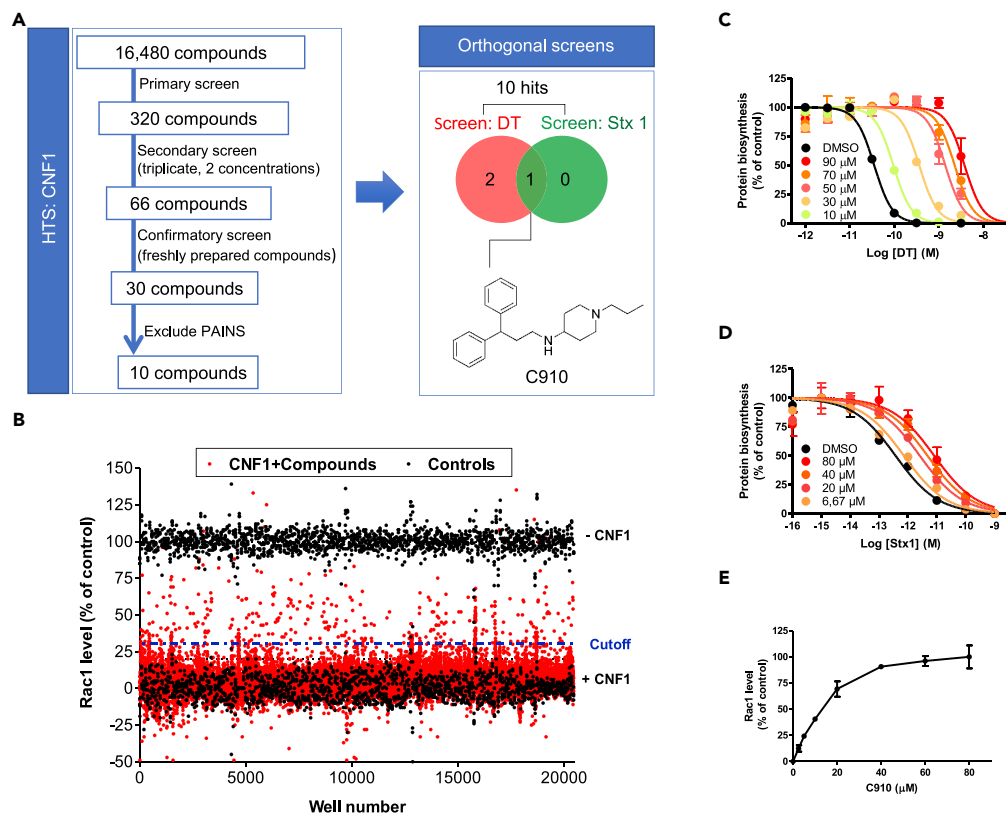 A
HTS: CNF1
16,480 compounds
Primary screen
320 compounds
Secondary screen
(triplicate, 2 concentrations)
66 compounds
Confirmatory screen
(freshly prepared compounds)
30 compounds
Exclude PAINS
10 compounds
Orthogonal screens
10 hits
Screen: DT
Screen: Stx 1
2
1
0
N
N
H
C910
B
CNF1+Compounds
Controls
Rac1 level (% of control)
150
125
100
75
50
25
0
-25
-50
- CNF1
Cutoff
+ CNF1
0
5000
10000
15000
20000
Well number
C
Protein biosynthesis
(% of control)
125
100
75
50
25
0
DMSO
90 µM
70 µM
50 µM
30 µM
10 µM
-12
-11
-10
-9
-8
Log [DT] (M)
D
Protein biosynthesis
(% of control)
125
100
75
50
25
0
DMSO
80 µM
40 µM
20 µM
6,67 µM
-16
-15
-14
-13
-12
-11
-10
-9
Log [Stx1] (M)
E
Rac1 level
(% of control)
125
100
75
50
25
0
0
20
40
60
80
C910 (µM)